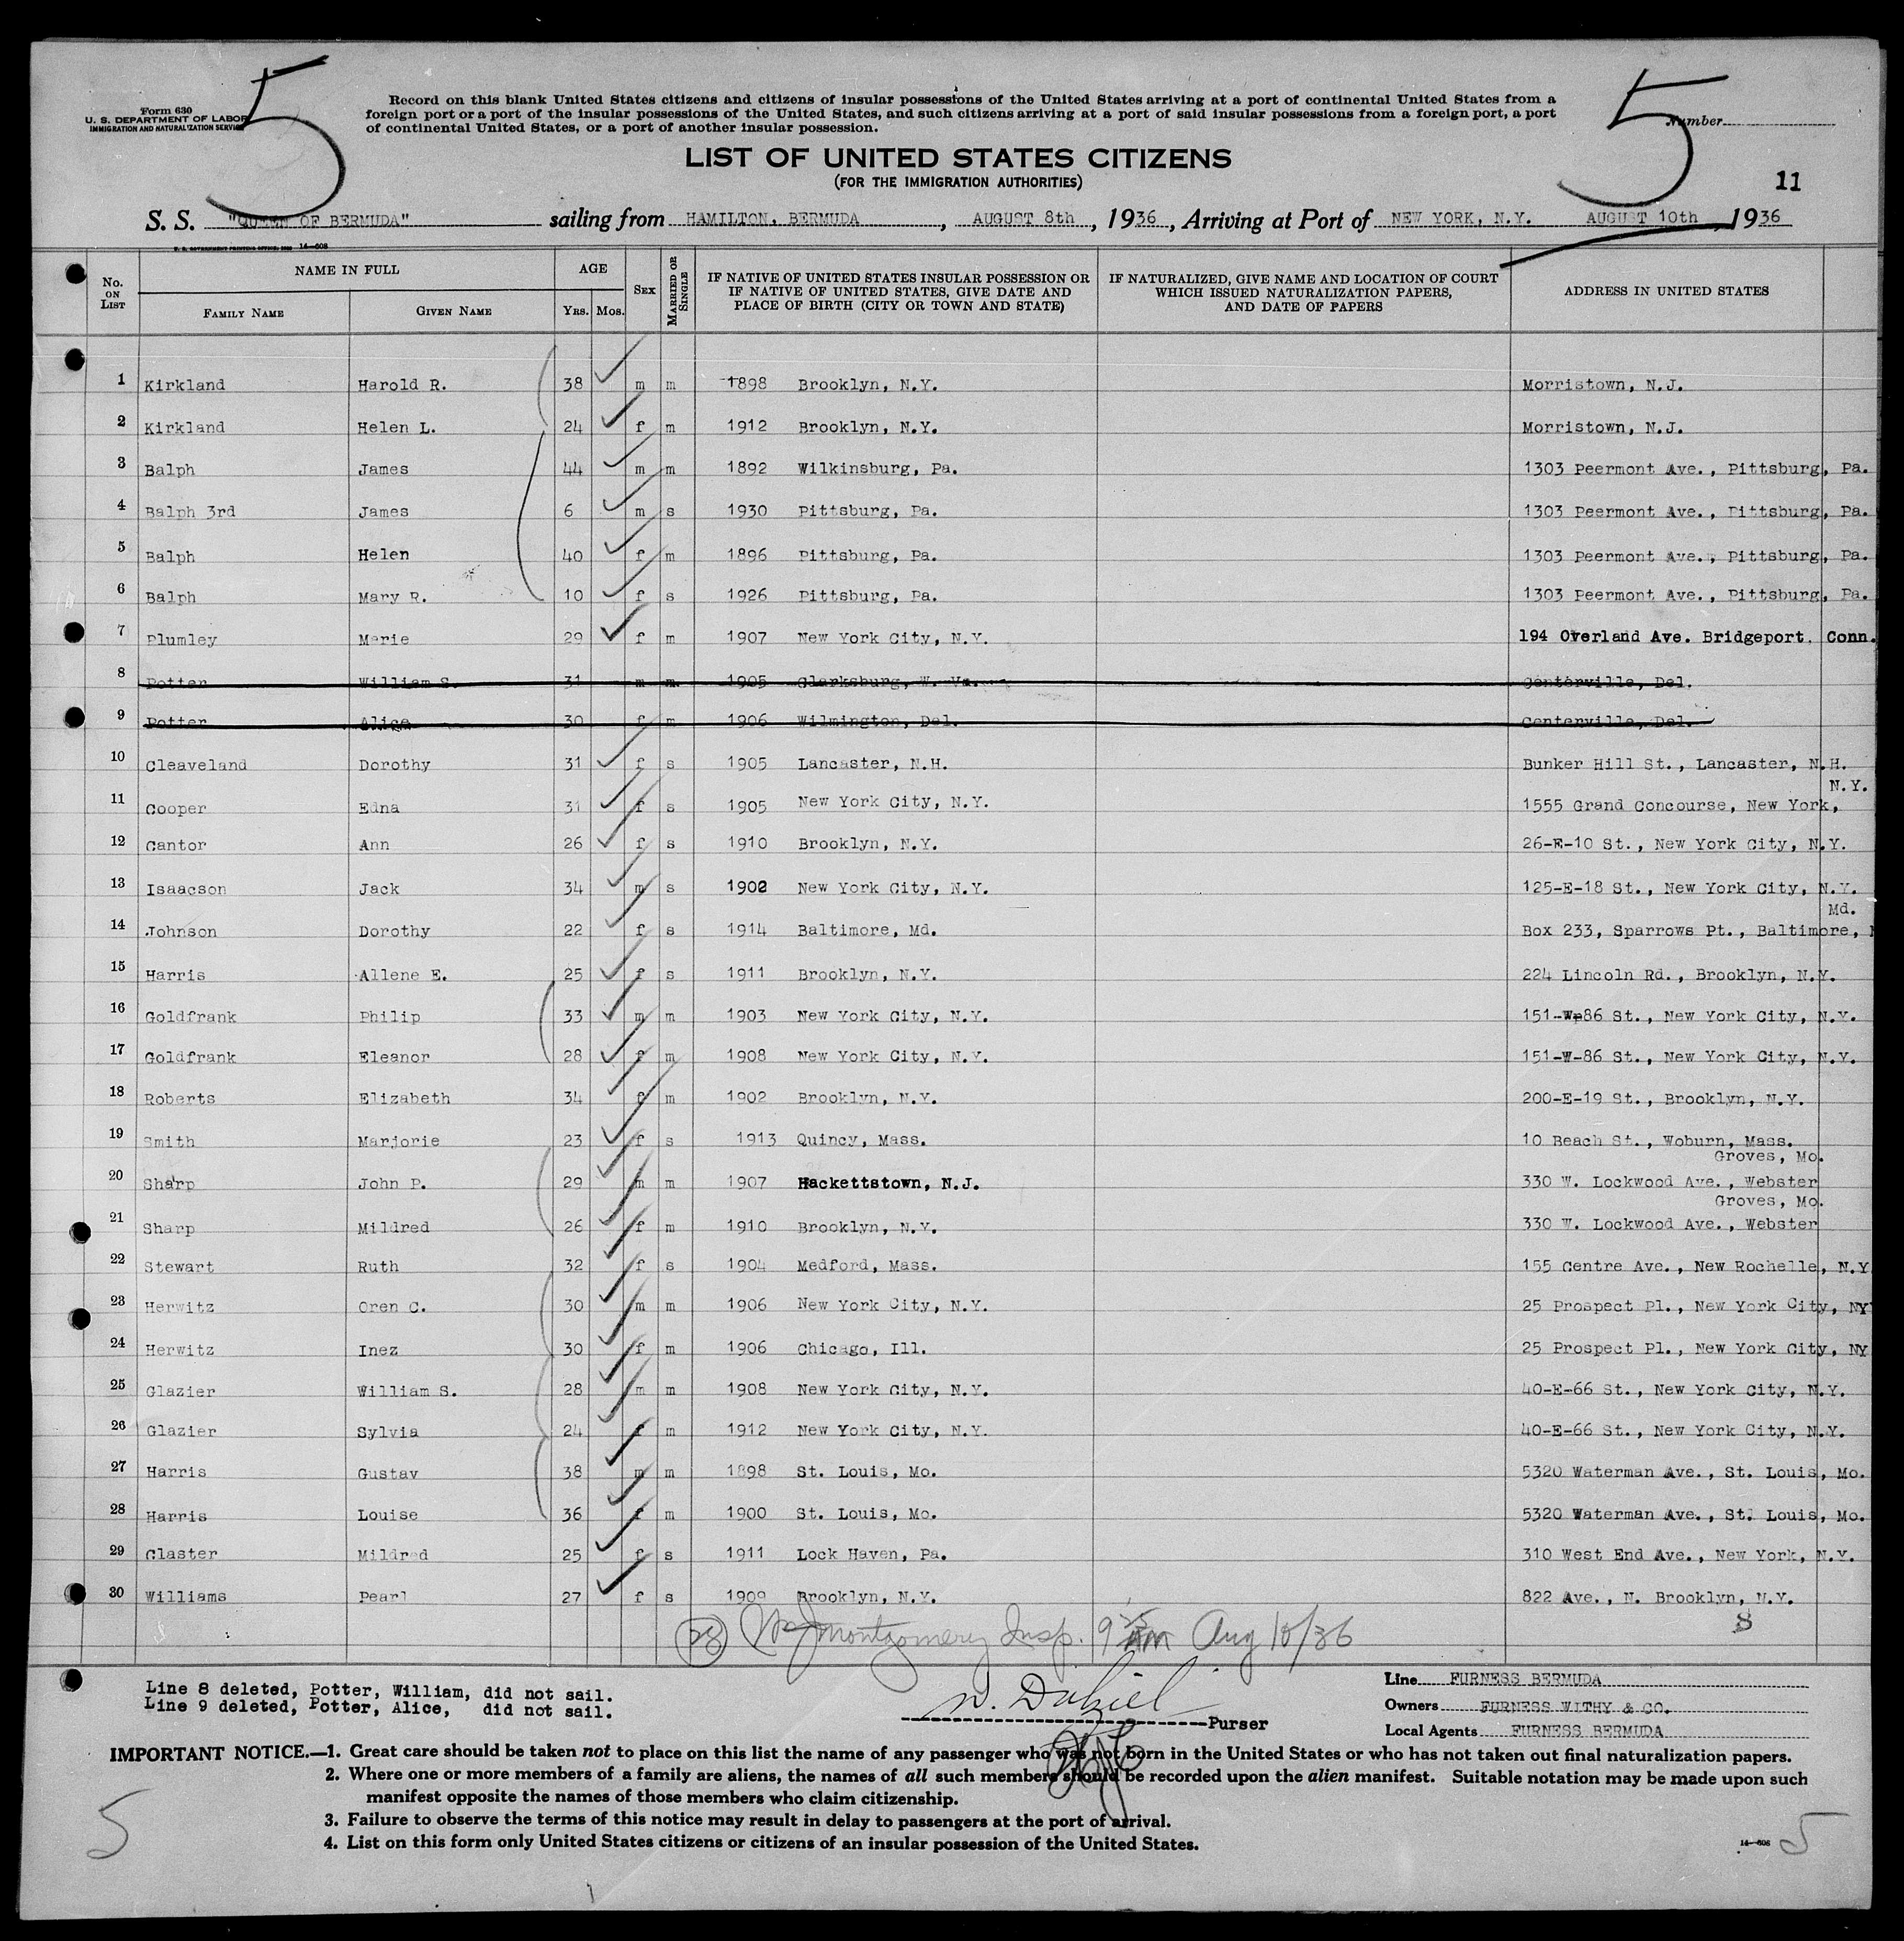 5
5
Form 630
U. S. DEPARTMENT OF LABOR
IMMIGRATION AND NATURALIZATION SERVICE
Record on this blank United States citizens and citizens of insular possessions of the United States arriving at a port of continental United States from a
foreign port or a port of the insular possessions of the United States, and such citizens arriving at a port of said insular possessions from a foreign port, a port
of continental United States, or a port of another insular possession.
Number
LIST OF UNITED STATES CITIZENS
(FOR THE IMMIGRATION AUTHORITIES)
11
S. S. "QUEEN OF BERMUDA" sailing from HAMILTON, BERMUDA, AUGUST 8th, 1936, Arriving at Port of NEW YORK, N.Y. AUGUST 10th, 1936
14—608
No. ON LIST
NAME IN FULL
FAMILY NAME
GIVEN NAME
AGE
YRS. MOS.
SEX
MARRIED OR SINGLE
IF NATIVE OF UNITED STATES INSULAR POSSESSION OR
IF NATIVE OF UNITED STATES, GIVE DATE AND
PLACE OF BIRTH (CITY OR TOWN AND STATE)
IF NATURALIZED, GIVE NAME AND LOCATION OF COURT
WHICH ISSUED NATURALIZATION PAPERS,
AND DATE OF PAPERS
ADDRESS IN UNITED STATES
1 Kirkland Harold R. 38 m m 1898 Brooklyn, N.Y. Morristown, N.J.
2 Kirkland Helen L. 24 f m 1912 Brooklyn, N.Y. Morristown, N.J.
3 Balph James 44 m m 1892 Wilkinsburg, Pa. 1303 Peermont Ave., Pittsburg, Pa.
4 Balph 3rd James 6 m s 1930 Pittsburg, Pa. 1303 Peermont Ave., Pittsburg, Pa.
5 Balph Helen 40 f m 1896 Pittsburg, Pa. 1303 Peermont Ave., Pittsburg, Pa.
6 Balph Mary R. 10 f s 1926 Pittsburg, Pa. 1303 Peermont Ave., Pittsburg, Pa.
7 Plumley Marie 29 f m 1907 New York City, N.Y. 194 Overland Ave. Bridgeport. Conn.
8 Potter William S. 31 m m 1905 Clarksburg, W. Va. Centerville, Del.
9 Potter Alice 30 f m 1906 Wilmington, Del. Centerville, Del.
10 Cleaveland Dorothy 31 f s 1905 Lancaster, N.H. Bunker Hill St., Lancaster, N.H.
N.Y.
11 Cooper Edna 31 f s 1905 New York City, N.Y. 1555 Grand Concourse, New York,
12 Cantor Ann 26 f s 1910 Brooklyn, N.Y. 26-E-10 St., New York City, N.Y.
13 Isaacson Jack 34 m s 1902 New York City, N.Y. 125-E-18 St., New York City, N.Y.
Md.
14 Johnson Dorothy 22 f s 1914 Baltimore, Md. Box 233, Sparrows Pt., Baltimore,
15 Harris Allene E. 25 f s 1911 Brooklyn, N.Y. 224 Lincoln Rd., Brooklyn, N.Y.
16 Goldfrank Philip 33 m m 1903 New York City, N.Y. 151-W-86 St., New York City, N.Y.
17 Goldfrank Eleanor 28 f m 1908 New York City, N.Y. 151-W-86 St., New York City, N.Y.
18 Roberts Elizabeth 34 f m 1902 Brooklyn, N.Y. 200-E-19 St., Brooklyn, N.Y.
19 Smith Marjorie 23 f s 1913 Quincy, Mass. 10 Beach St., Woburn, Mass.
Groves, Mo.
20 Sharp John P. 29 m m 1907 Hackettstown, N.J. 330 W. Lockwood Ave., Webster
Groves, Mo.
21 Sharp Mildred 26 f m 1910 Brooklyn, N.Y. 330 W. Lockwood Ave., Webster
22 Stewart Ruth 32 f s 1904 Medford, Mass. 155 Centre Ave., New Rochelle, N.Y
23 Herwitz Oren C. 30 m m 1906 New York City, N.Y. 25 Prospect Pl., New York City, NY
24 Herwitz Inez 30 f m 1906 Chicago, Ill. 25 Prospect Pl., New York City, NY
25 Glazier William S. 28 m m 1908 New York City, N.Y. 40-E-66 St., New York City, N.Y.
26 Glazier Sylvia 24 f m 1912 New York City, N.Y. 40-E-66 St., New York City, N.Y.
27 Harris Gustav 38 m m 1898 St. Louis, Mo. 5320 Waterman Ave., St. Louis, Mo.
28 Harris Louise 36 f m 1900 St. Louis, Mo. 5320 Waterman Ave., St. Louis, Mo.
29 Claster Mildred 25 f s 1911 Lock Haven, Pa. 310 West End Ave., New York, N.Y.
30 Williams Pearl 27 f s 1909 Brooklyn, N.Y. 822 Ave., N. Brooklyn, N.Y.
28 Montgomery Insp. 9 AM Aug 10/36
8
Line 8 deleted, Potter, William, did not sail.
Line 9 deleted, Potter, Alice, did not sail.
Purser
Line FURNESS BERMUDA
Owners FURNESS WITHY & CO.
Local Agents FURNESS BERMUDA
IMPORTANT NOTICE.—1. Great care should be taken not to place on this list the name of any passenger who was not born in the United States or who has not taken out final naturalization papers.
2. Where one or more members of a family are aliens, the names of all such members should be recorded upon the alien manifest. Suitable notation may be made upon such
manifest opposite the names of those members who claim citizenship.
3. Failure to observe the terms of this notice may result in delay to passengers at the port of arrival.
4. List on this form only United States citizens or citizens of an insular possession of the United States.
14—608
5
5